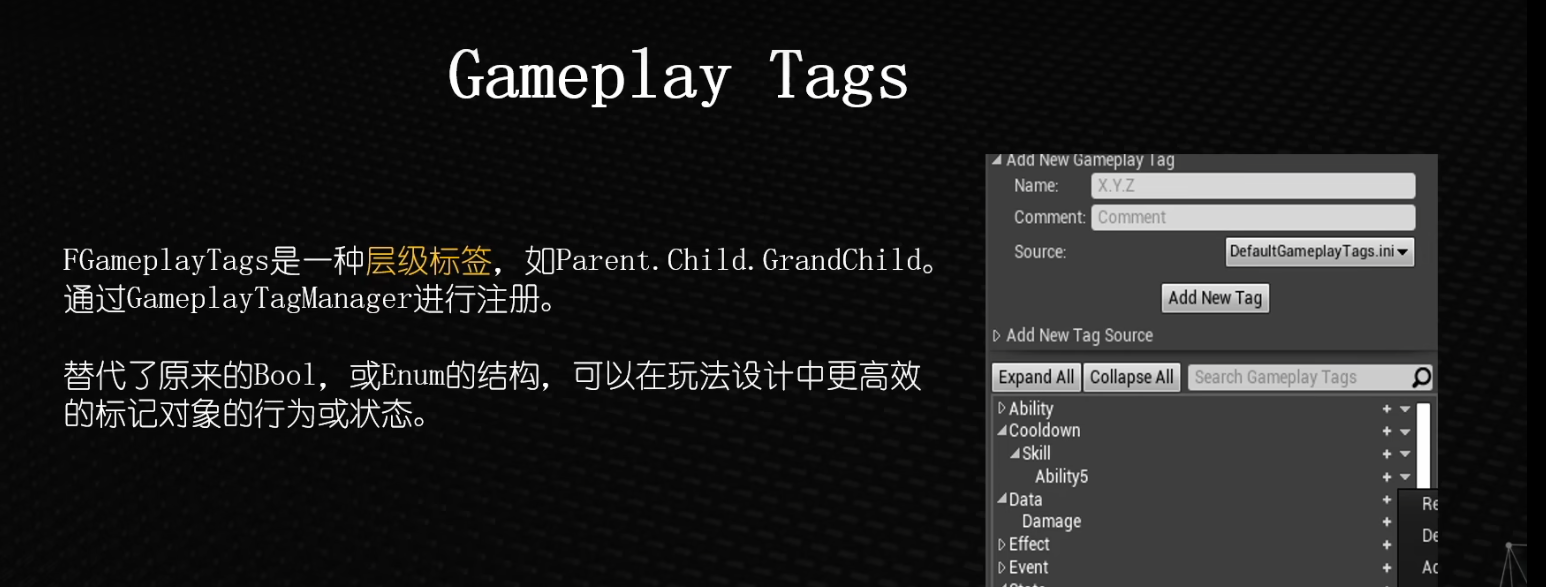 Gameplay Tags
FGameplayTags是一种层级标签，如Parent.Child.GrandChild。
通过GameplayTagManager进行注册。
替代了原来的Bool，或Enum的结构，可以在玩法设计中更高效
的标记对象的行为或状态。
Add New Gameplay Tag
Name: X.Y.Z
Comment: Comment
Source: DefaultGameplayTags.ini
Add New Tag
Add New Tag Source
Expand All Collapse All Search Gameplay Tags
Ability
Cooldown
Skill
Ability5
Data
Damage
Effect
Event